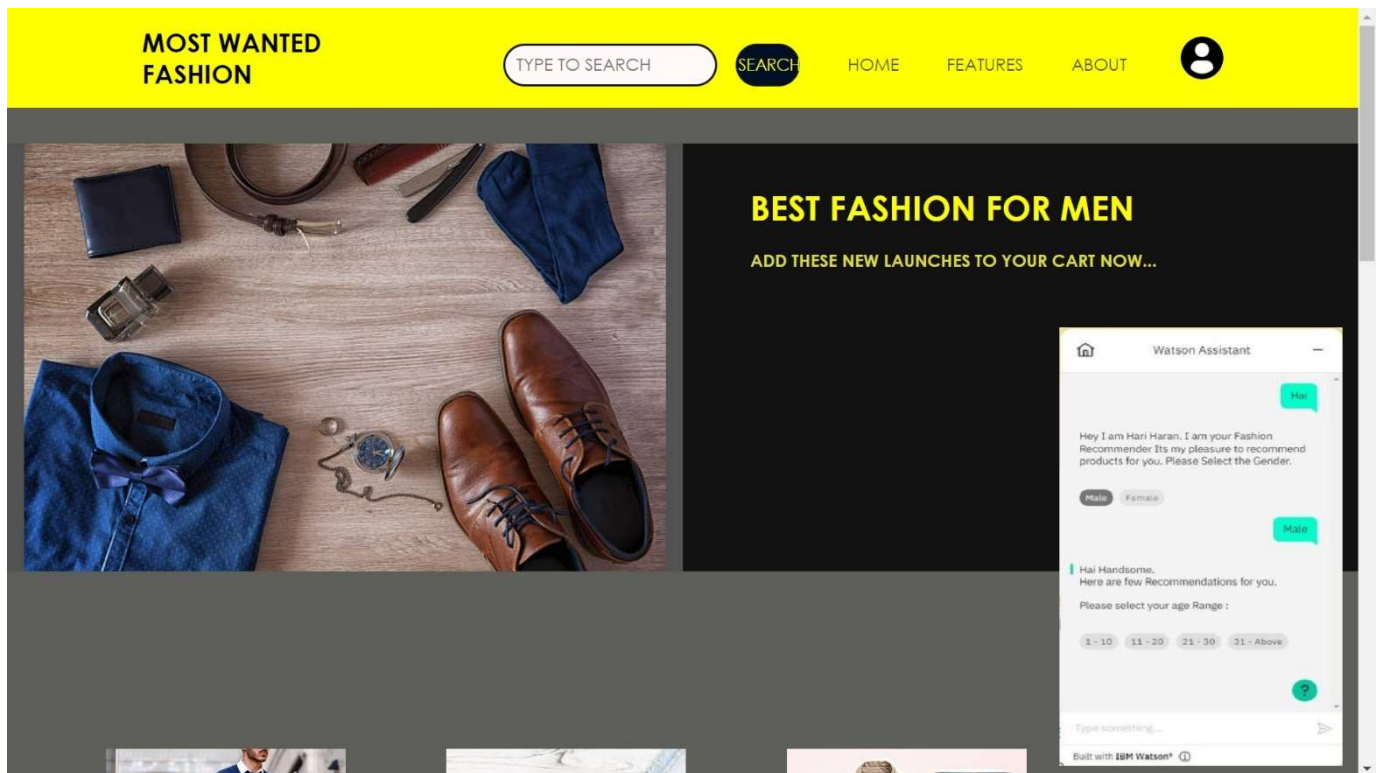 MOST WANTED
FASHION
TYPE TO SEARCH
SEARCH
HOME
FEATURES
ABOUT
BEST FASHION FOR MEN
ADD THESE NEW LAUNCHES TO YOUR CART NOW...
Watson Assistant
Hai
Hey I am Hari Haran. I am your Fashion
Recommender Its my pleasure to recommend
products for you. Please Select the Gender.
Male
Female
Male
Hai Handsome.
Here are few Recommendations for you.
Please select your age Range :
1 - 10
11 - 20
21 - 30
31 - Above
?
Type something...
Built with IBM Watson®